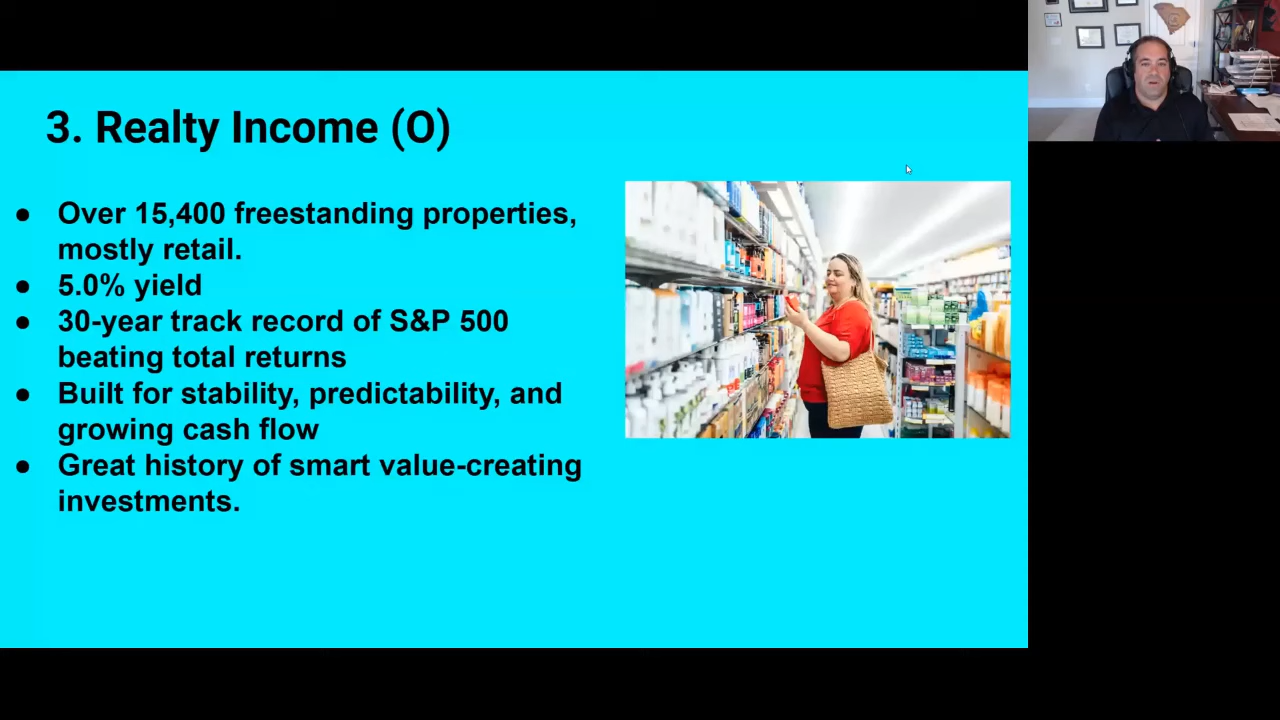 3. Realty Income (O)
● Over 15,400 freestanding properties,
mostly retail.
● 5.0% yield
● 30-year track record of S&P 500
beating total returns
● Built for stability, predictability, and
growing cash flow
● Great history of smart value-creating
investments.